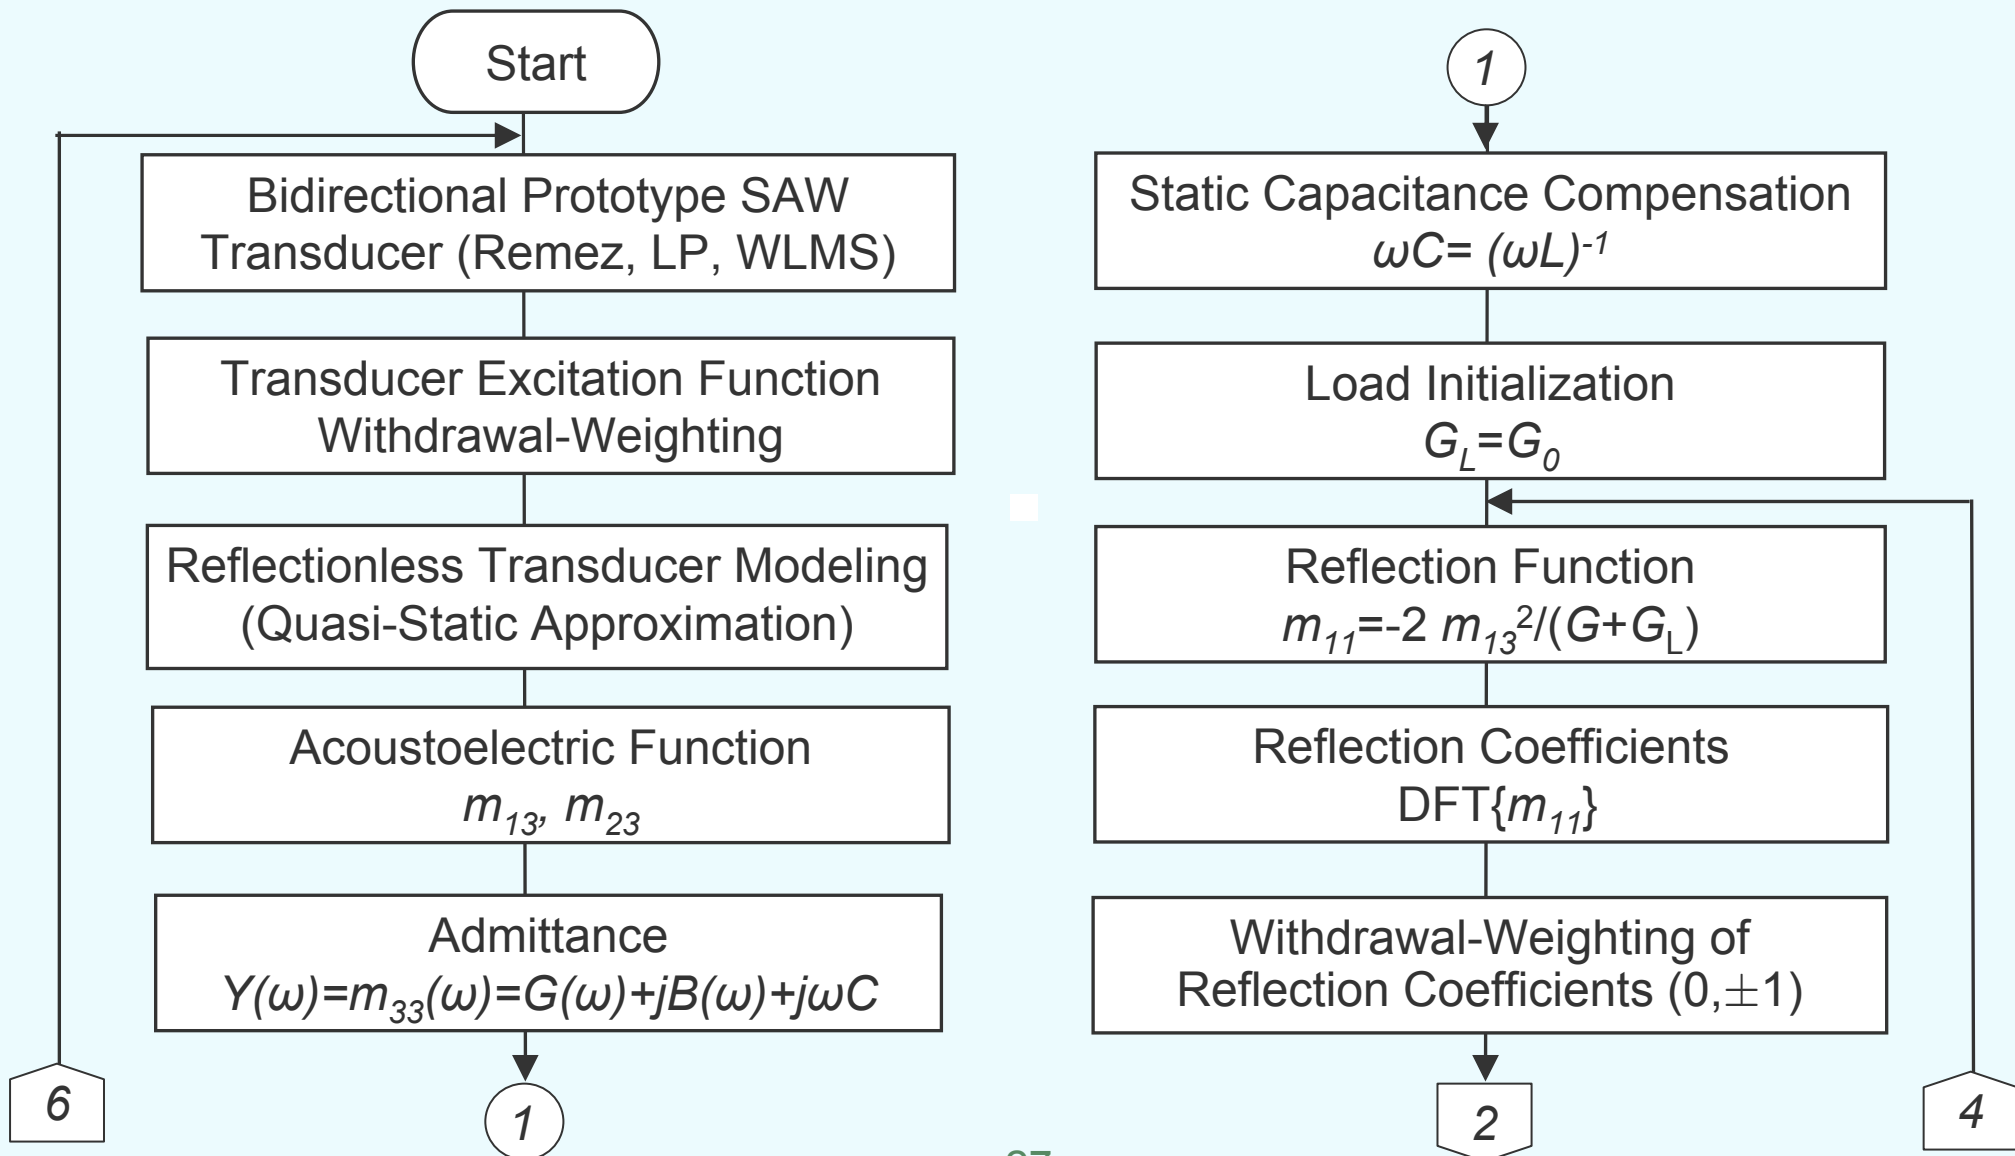 Start
Bidirectional Prototype SAW
Transducer (Remez, LP, WLMS)
Transducer Excitation Function
Withdrawal-Weighting
Reflectionless Transducer Modeling
(Quasi-Static Approximation)
Acoustoelectric Function
m₁₃, m₂₃
Admittance
Y(ω)=m₃₃(ω)=G(ω)+jB(ω)+jωC
6
1
1
Static Capacitance Compensation
ωC= (ωL)⁻¹
Load Initialization
G_L=G₀
Reflection Function
m₁₁=-2 m₁₃²/(G+G_L)
Reflection Coefficients
DFT{m₁₁}
Withdrawal-Weighting of
Reflection Coefficients (0,±1)
2
4